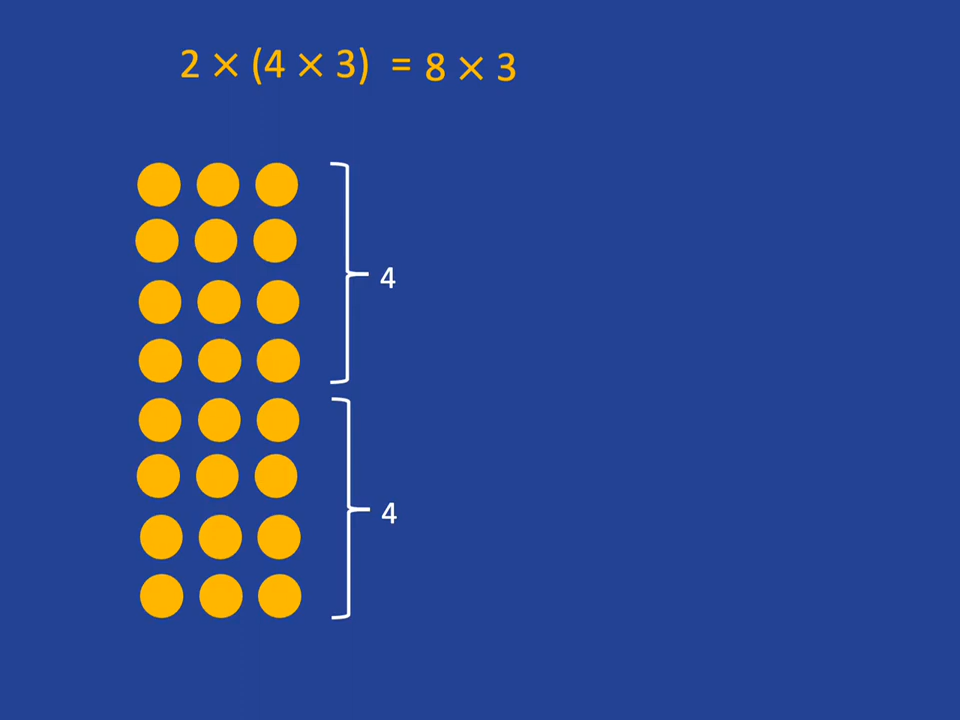 2 × (4 × 3) = 8 × 3
4
4